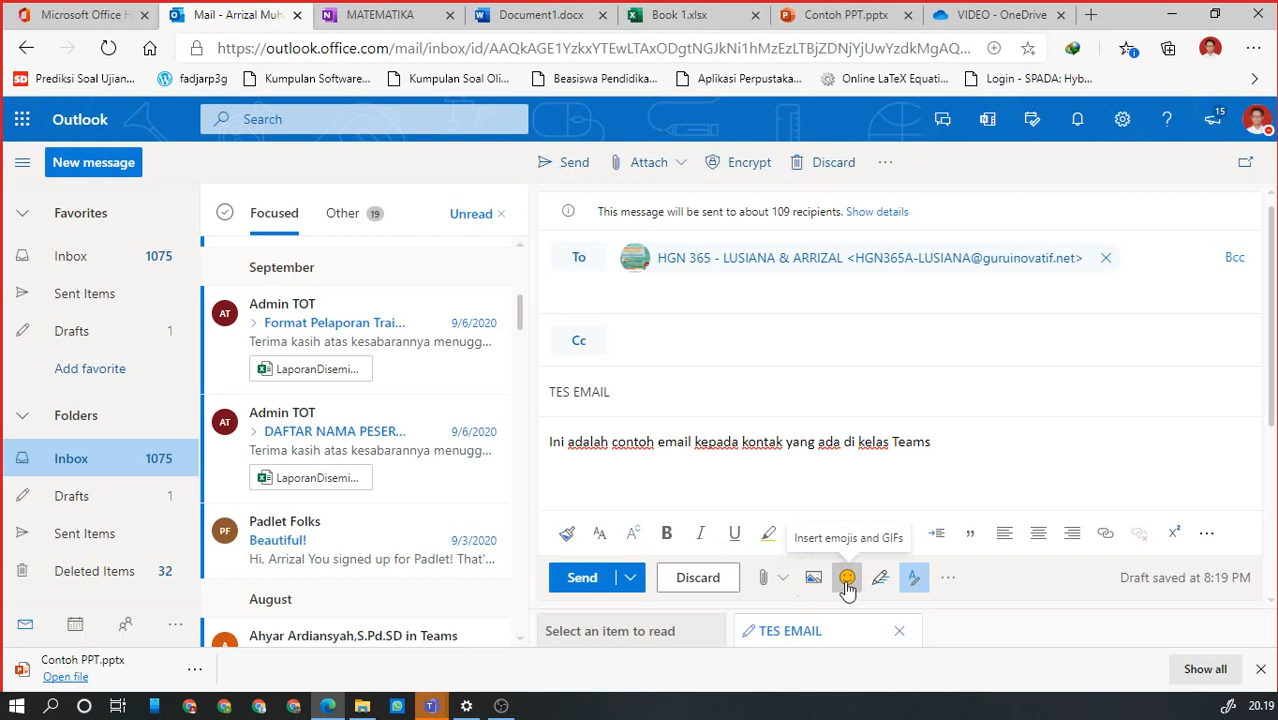 Microsoft Office H
Mail - Arrizal Muh
MATEMATIKA
Document1.docx
Book 1.xlsx
Contoh PPT.pptx
VIDEO - OneDrive
https://outlook.office.com/mail/inbox/id/AAQkAGE1YzkxYTEwLTAxODgtNGJkNi1hMzEzLTBjZDNjYjUwYzdkMgAQ...
Prediksi Soal Ujian...
fadjarp3g
Kumpulan Software...
Kumpulan Soal Oli...
Beasiswa Pendidika...
Aplikasi Perpustaka...
Online LaTeX Equati...
Login - SPADA: Hyb...
Outlook
Search
15
New message
Send
Attach
Encrypt
Discard
Favorites
Inbox 1075
Sent Items
Drafts 1
Add favorite
Folders
Inbox 1075
Drafts 1
Sent Items
Deleted Items 32
Focused
Other 19
Unread
September
AT
Admin TOT
Format Pelaporan Trai... 9/6/2020
Terima kasih atas kesabarannya menugg...
LaporanDisemi...
AT
Admin TOT
DAFTAR NAMA PESER... 9/6/2020
Terima kasih atas kesabarannya menugg...
LaporanDisemi...
PF
Padlet Folks
Beautiful! 9/3/2020
Hi, Arrizal You signed up for Padlet! That'...
August
Ahyar Ardiansyah,S.Pd.SD in Teams
This message will be sent to about 109 recipients. Show details
To
HGN 365 - LUSIANA & ARRIZAL <HGN365A-LUSIANA@guruinovatif.net>
Bcc
Cc
TES EMAIL
Ini adalah contoh email kepada kontak yang ada di kelas Teams
Insert emojis and GIFs
Send
Discard
Draft saved at 8:19 PM
Select an item to read
TES EMAIL
Contoh PPT.pptx
Open file
Show all
20.19